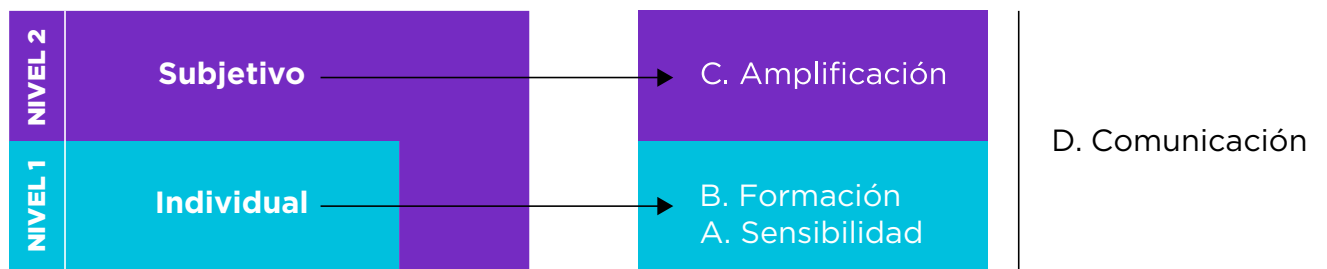 NIVEL 2
Subjetivo
C. Amplificación
D. Comunicación
NIVEL 1
Individual
B. Formación
A. Sensibilidad